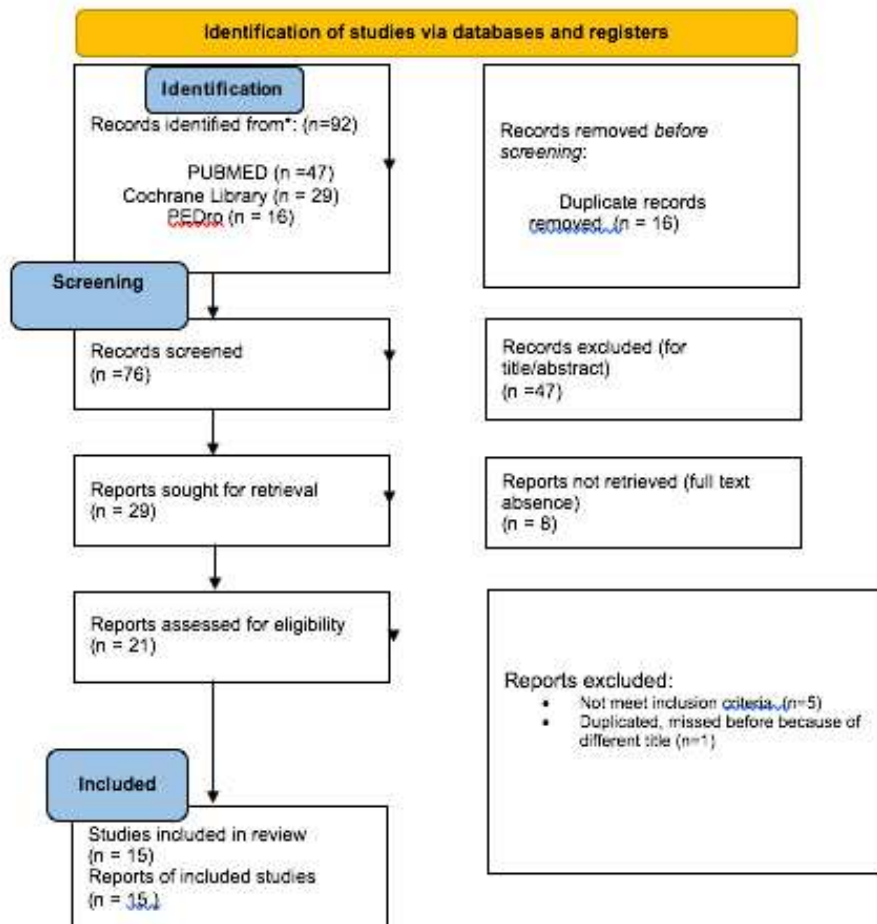 Identification of studies via databases and registers
Identification
Records identified from*: (n=92)
PUBMED (n =47)
Cochrane Library (n = 29)
PEDro (n = 16)
Records removed before
screening:
Duplicate records
removed (n = 16)
Screening
Records screened
(n =76)
Records excluded (for
title/abstract)
(n =47)
Reports sought for retrieval
(n = 29)
Reports not retrieved (full text
absence)
(n = 8)
Reports assessed for eligibility
(n = 21)
Reports excluded:
• Not meet inclusion criteria (n=5)
• Duplicated, missed before because of
different title (n=1)
Included
Studies included in review
(n = 15)
Reports of included studies
(n = 15 )